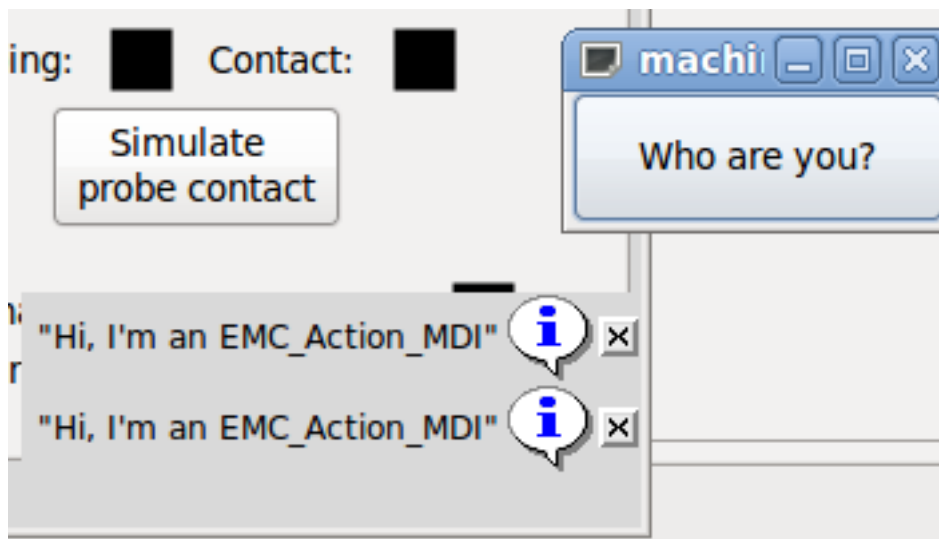 ing: Contact:
machi
Simulate
probe contact
Who are you?
"Hi, I'm an EMC_Action_MDI"
"Hi, I'm an EMC_Action_MDI"